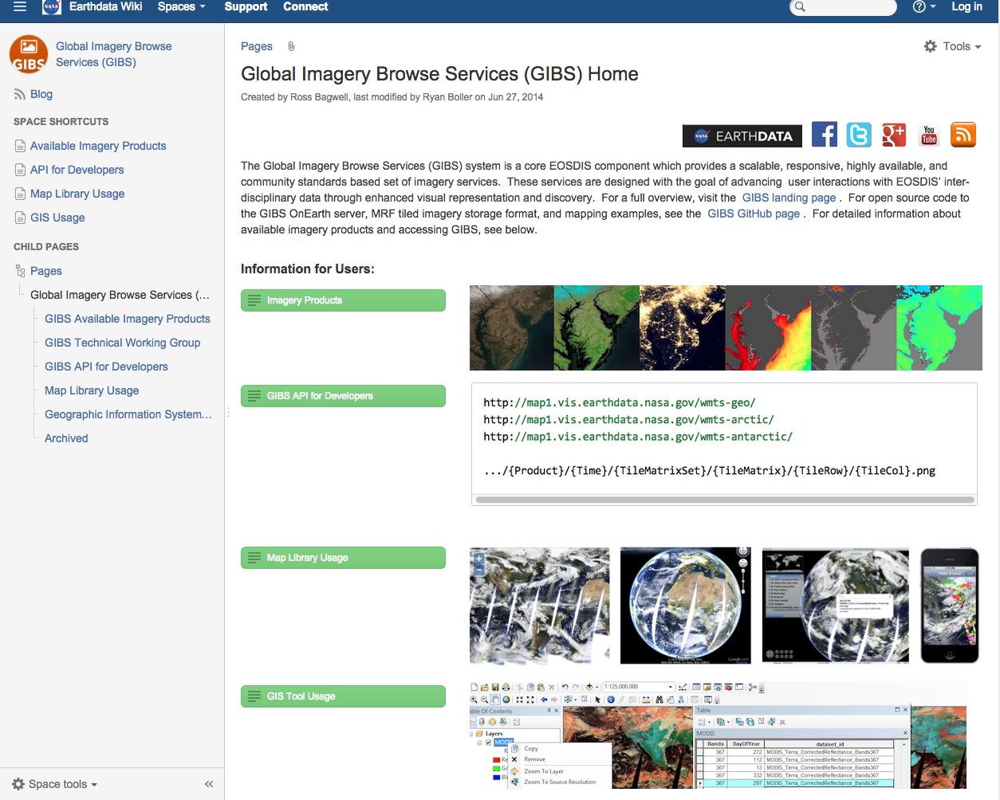 Earthdata Wiki Spaces Support Connect Log in
GIBS
Global Imagery Browse
Services (GIBS)
Blog
SPACE SHORTCUTS
Available Imagery Products
API for Developers
Map Library Usage
GIS Usage
CHILD PAGES
Pages
Global Imagery Browse Services (...
GIBS Available Imagery Products
GIBS Technical Working Group
GIBS API for Developers
Map Library Usage
Geographic Information System...
Archived
Space tools
Pages
Tools
Global Imagery Browse Services (GIBS) Home
Created by Ross Bagwell, last modified by Ryan Boller on Jun 27, 2014
NASA EARTHDATA
You Tube
The Global Imagery Browse Services (GIBS) system is a core EOSDIS component which provides a scalable, responsive, highly available, and
community standards based set of imagery services. These services are designed with the goal of advancing user interactions with EOSDIS' inter-
disciplinary data through enhanced visual representation and discovery. For a full overview, visit the GIBS landing page . For open source code to
the GIBS OnEarth server, MRF tiled imagery storage format, and mapping examples, see the GIBS GitHub page . For detailed information about
available imagery products and accessing GIBS, see below.
Information for Users:
Imagery Products
GIBS API for Developers
http://map1.vis.earthdata.nasa.gov/wmts-geo/
http://map1.vis.earthdata.nasa.gov/wmts-arctic/
http://map1.vis.earthdata.nasa.gov/wmts-antarctic/
.../{Product}/{Time}/{TileMatrixSet}/{TileMatrix}/{TileRow}/{TileCol}.png
Map Library Usage
Google earth
GIS Tool Usage
1:125,000,000
Table Of Contents
Layers
MODIS
Copy
Remove
Zoom To Layer
Zoom To Source Resolution
Table
MODIS
Bands DayOfYear dataset_id
367 272 MODIS_Terra_CorrectedReflectance_Bands367
367 112 MODIS_Terra_CorrectedReflectance_Bands367
367 13 MODIS_Terra_CorrectedReflectance_Bands367
367 332 MODIS_Terra_CorrectedReflectance_Bands367
367 297 MODIS_Terra_CorrectedReflectance_Bands367